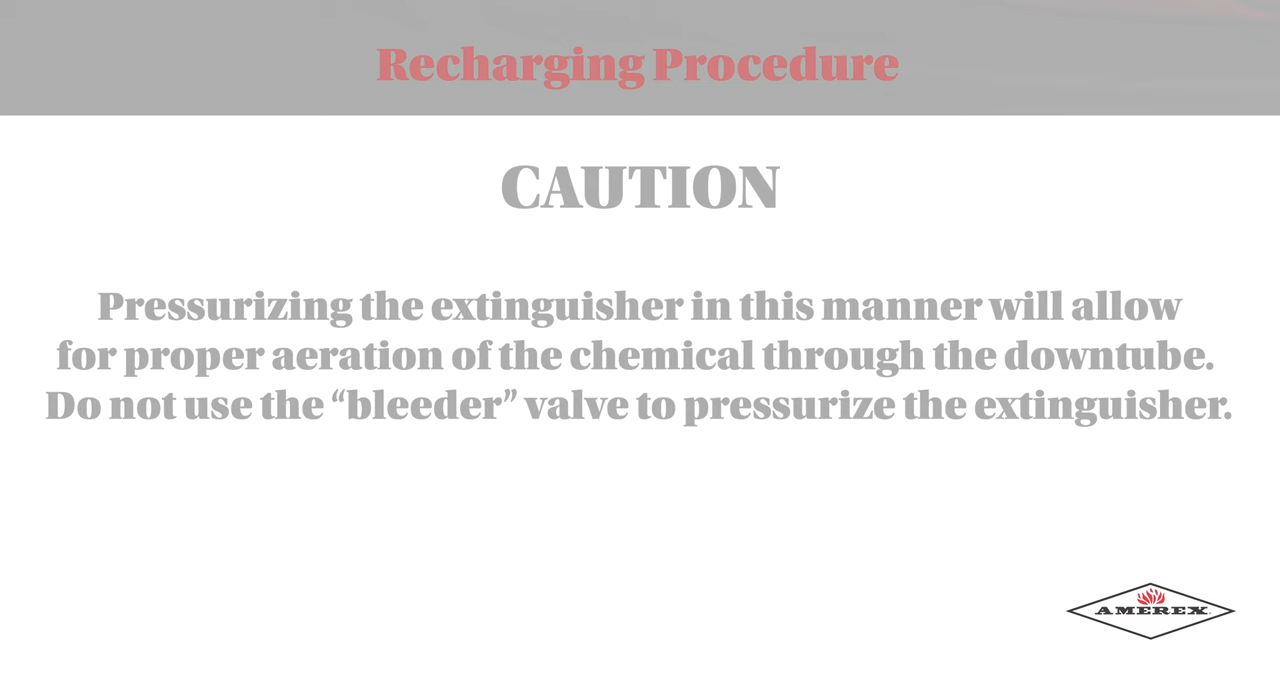 Recharging Procedure
CAUTION
Pressurizing the extinguisher in this manner will allow
for proper aeration of the chemical through the downtube.
Do not use the “bleeder” valve to pressurize the extinguisher.
AMEREX